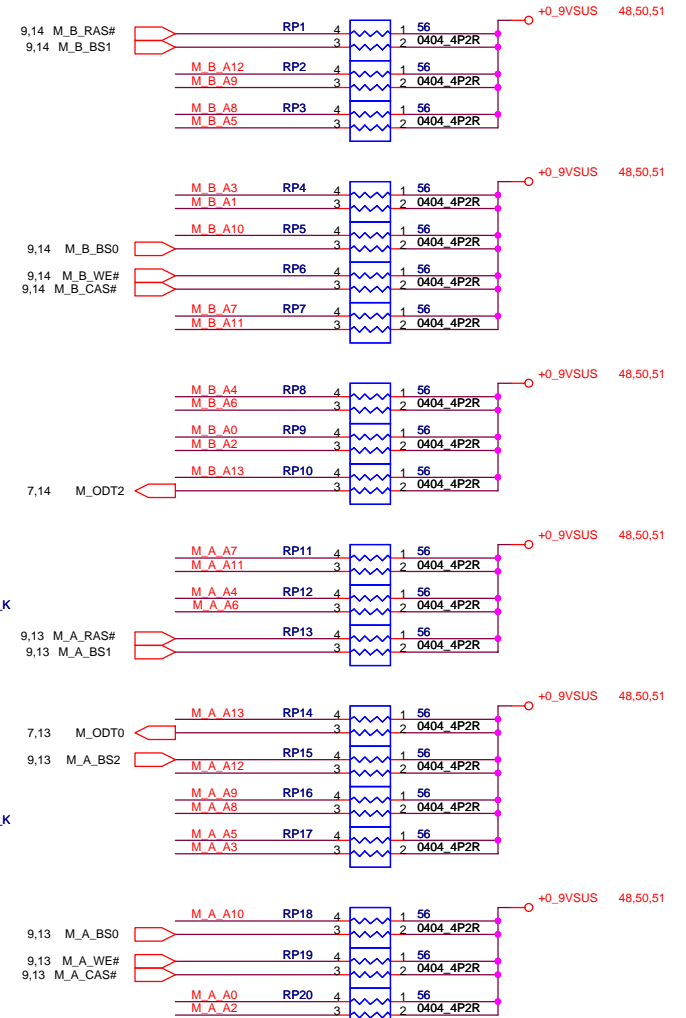 +0_9VSUS 48,50,51
9,14 M_B_RAS# RP1 4 1 56
9,14 M_B_BS1 3 2 0404_4P2R
M_B_A12 RP2 4 1 56
M_B_A9 3 2 0404_4P2R
M_B_A8 RP3 4 1 56
M_B_A5 3 2 0404_4P2R
+0_9VSUS 48,50,51
M_B_A3 RP4 4 1 56
M_B_A1 3 2 0404_4P2R
M_B_A10 RP5 4 1 56
9,14 M_B_BS0 3 2 0404_4P2R
9,14 M_B_WE# RP6 4 1 56
9,14 M_B_CAS# 3 2 0404_4P2R
M_B_A7 RP7 4 1 56
M_B_A11 3 2 0404_4P2R
+0_9VSUS 48,50,51
M_B_A4 RP8 4 1 56
M_B_A6 3 2 0404_4P2R
M_B_A0 RP9 4 1 56
M_B_A2 3 2 0404_4P2R
M_B_A13 RP10 4 1 56
7,14 M_ODT2 3 2 0404_4P2R
+0_9VSUS 48,50,51
M_A_A7 RP11 4 1 56
M_A_A11 3 2 0404_4P2R
M_A_A4 RP12 4 1 56
_K M_A_A6 3 2 0404_4P2R
9,13 M_A_RAS# RP13 4 1 56
9,13 M_A_BS1 3 2 0404_4P2R
+0_9VSUS 48,50,51
M_A_A13 RP14 4 1 56
7,13 M_ODT0 3 2 0404_4P2R
9,13 M_A_BS2 RP15 4 1 56
M_A_A12 3 2 0404_4P2R
M_A_A9 RP16 4 1 56
M_A_A8 3 2 0404_4P2R
_K
M_A_A5 RP17 4 1 56
M_A_A3 3 2 0404_4P2R
+0_9VSUS 48,50,51
M_A_A10 RP18 4 1 56
9,13 M_A_BS0 3 2 0404_4P2R
9,13 M_A_WE# RP19 4 1 56
9,13 M_A_CAS# 3 2 0404_4P2R
M_A_A0 RP20 4 1 56
M_A_A2 3 2 0404_4P2R